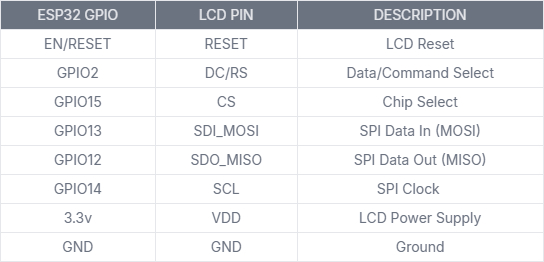 ESP32 GPIO LCD PIN DESCRIPTION
EN/RESET RESET LCD Reset
GPIO2 DC/RS Data/Command Select
GPIO15 CS Chip Select
GPIO13 SDI_MOSI SPI Data In (MOSI)
GPIO12 SDO_MISO SPI Data Out (MISO)
GPIO14 SCL SPI Clock
3.3v VDD LCD Power Supply
GND GND Ground